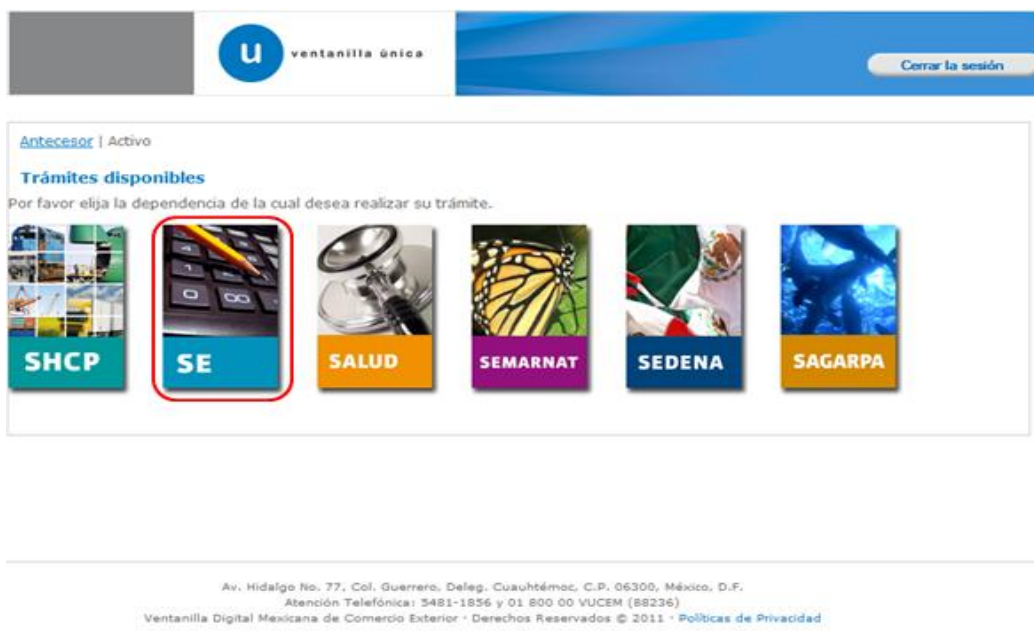 u ventanilla única
Cerrar la sesión
Antecesor | Activo
Trámites disponibles
Por favor elija la dependencia de la cual desea realizar su trámite.
SHCP
SE
SALUD
SEMARNAT
SEDENA
SAGARPA
Av. Hidalgo No. 77, Col. Guerrero, Deleg. Cuauhtémoc, C.P. 06300, México, D.F.
Atención Telefónica: 5481-1856 y 01 800 00 VUCEM (88236)
Ventanilla Digital Mexicana de Comercio Exterior · Derechos Reservados © 2011 · Políticas de Privacidad